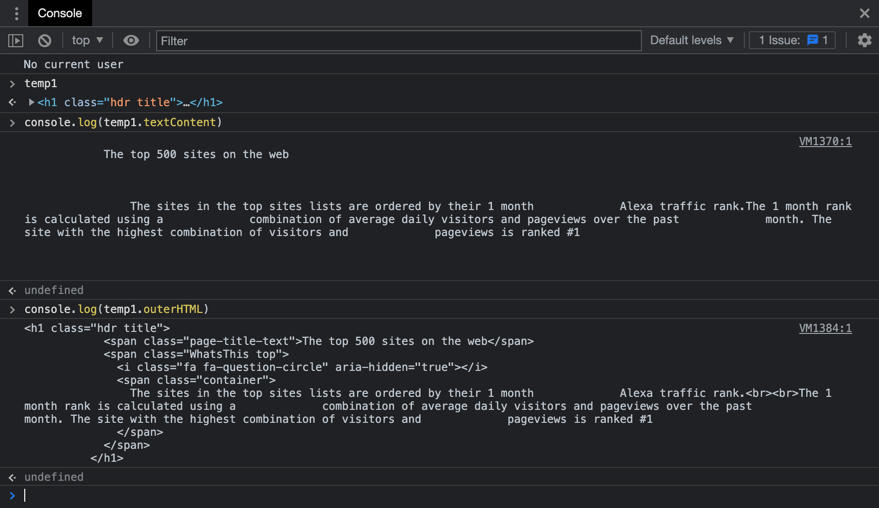 Console
top
Filter
Default levels
1 Issue: 1
No current user
temp1
<h1 class="hdr title">…</h1>
console.log(temp1.textContent)
VM1370:1
The top 500 sites on the web
The sites in the top sites lists are ordered by their 1 month Alexa traffic rank.The 1 month rank
is calculated using a combination of average daily visitors and pageviews over the past month. The
site with the highest combination of visitors and pageviews is ranked #1
undefined
console.log(temp1.outerHTML)
<h1 class="hdr title"> VM1384:1
<span class="page-title-text">The top 500 sites on the web</span>
<span class="WhatsThis top">
<i class="fa fa-question-circle" aria-hidden="true"></i>
<span class="container">
The sites in the top sites lists are ordered by their 1 month Alexa traffic rank.<br><br>The 1
month rank is calculated using a combination of average daily visitors and pageviews over the past
month. The site with the highest combination of visitors and pageviews is ranked #1
</span>
</span>
</h1>
undefined